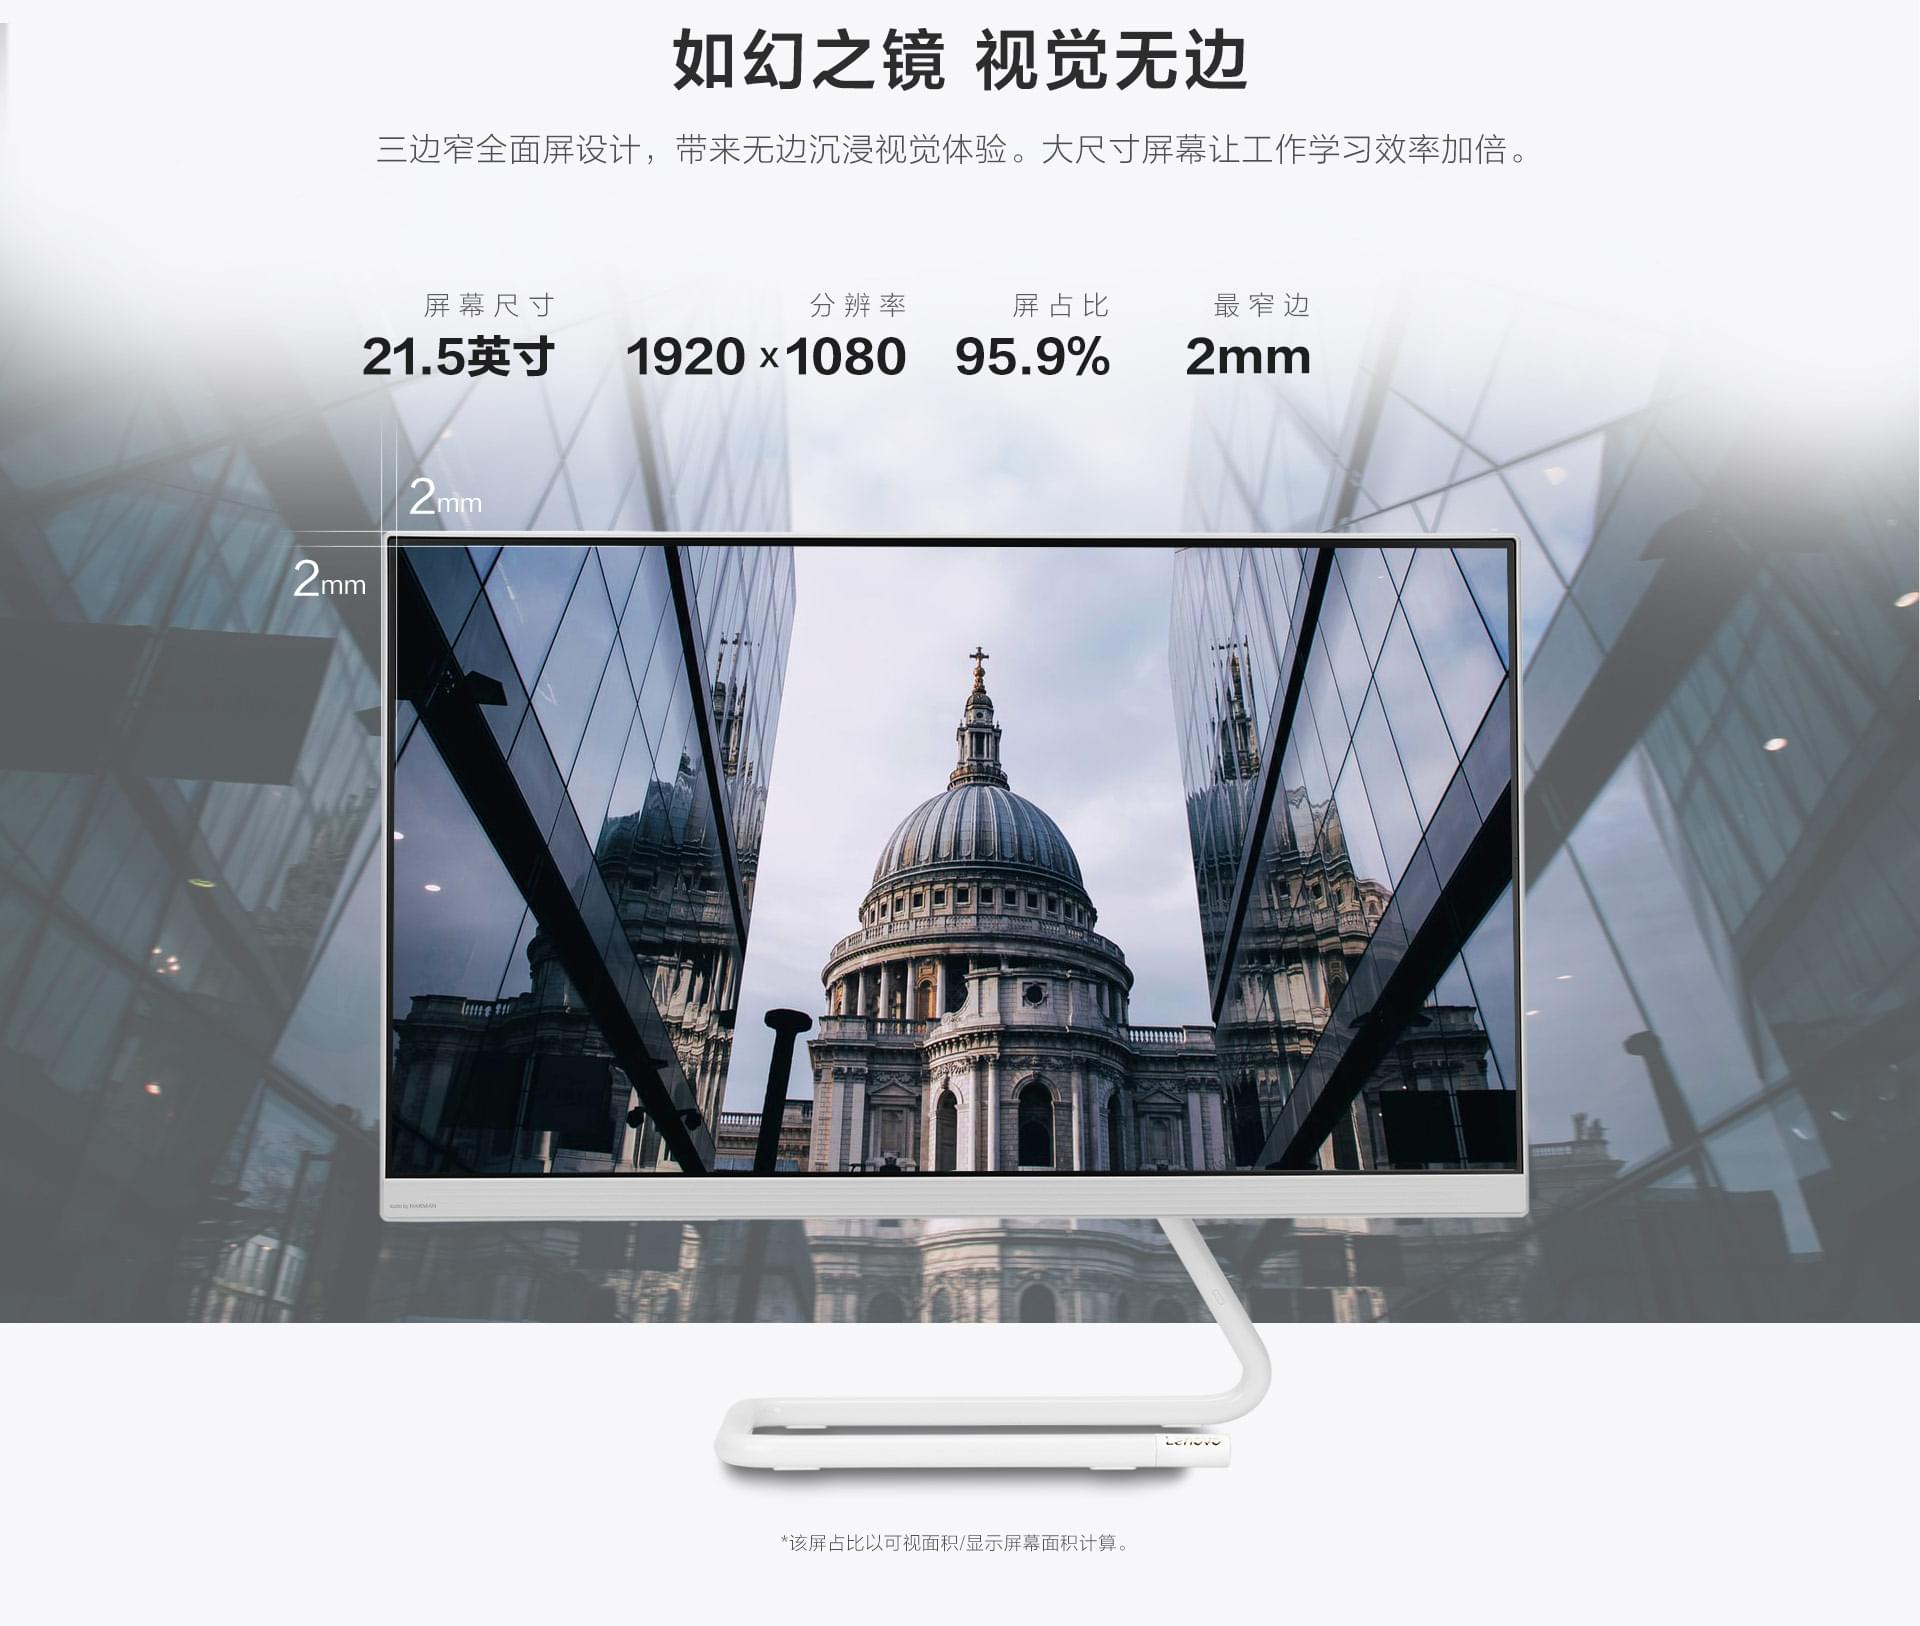 如幻之镜 视觉无边
三边窄全面屏设计，带来无边沉浸视觉体验。大尺寸屏幕让工作学习效率加倍。
屏幕尺寸 分辨率 屏占比 最窄边
21.5英寸 1920 x1080 95.9% 2mm
2mm
2mm
HARMAN
Lenovo
*该屏占比以可视面积/显示屏幕面积计算。